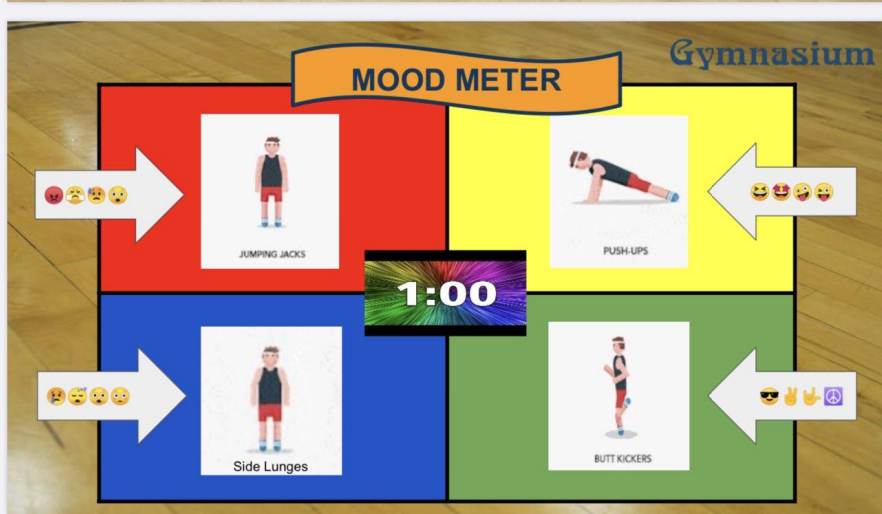 Gymnasium
MOOD METER
JUMPING JACKS
PUSH-UPS
1:00
Side Lunges
BUTT KICKERS